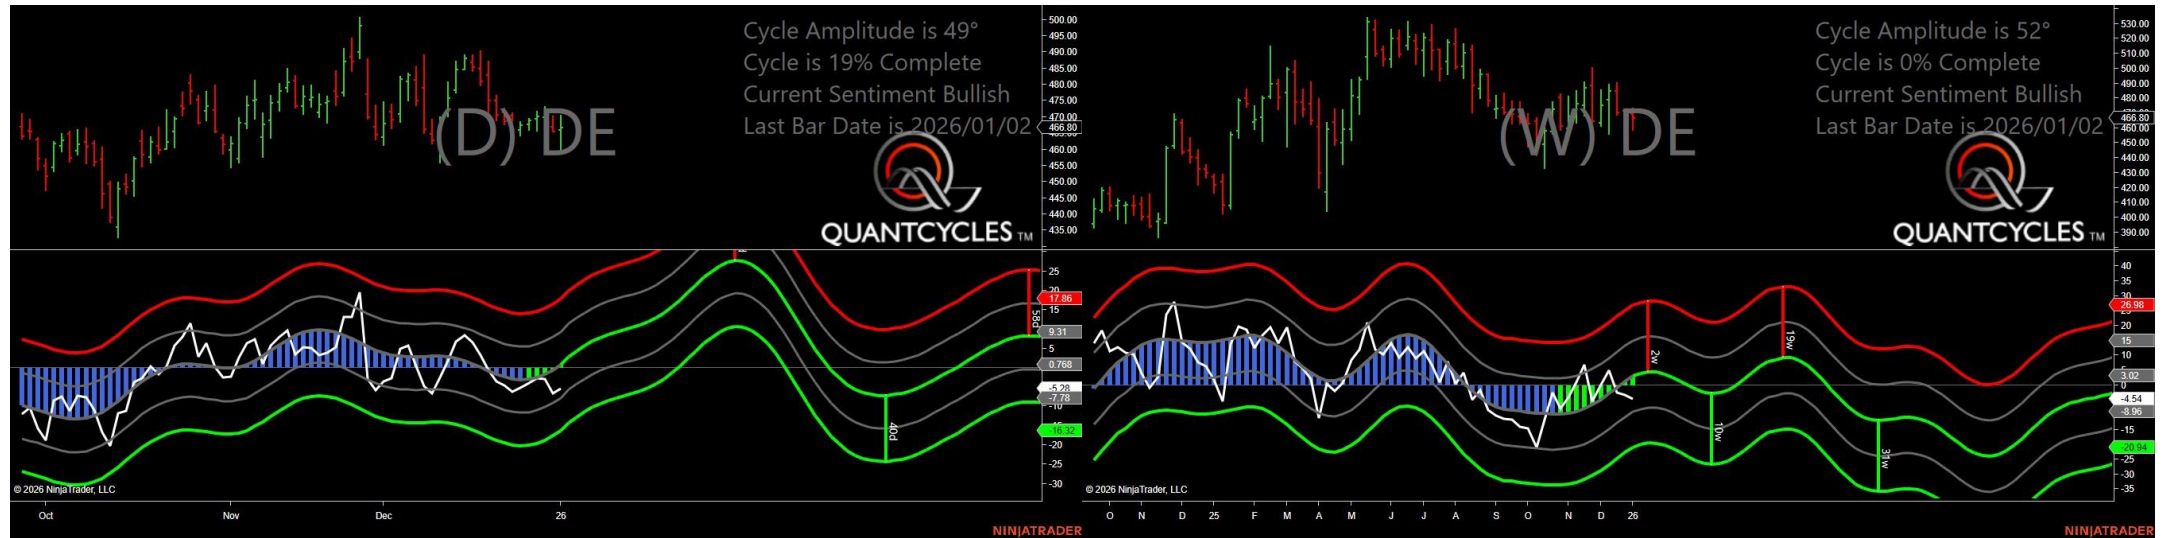 Cycle Amplitude is 49°
Cycle is 19% Complete
Current Sentiment Bullish
Last Bar Date is 2026/01/02
(D) DE
QUANTCYCLES TM
500.00
495.00
490.00
485.00
480.00
475.00
470.00
466.80
460.00
455.00
450.00
445.00
440.00
435.00
25
17.86
15
9.31
5
0.768
-5.28
-7.78
-16.32
-20
-25
-30
58d
40d
© 2026 NinjaTrader, LLC
Oct
Nov
Dec
26
NINJATRADER
Cycle Amplitude is 52°
Cycle is 0% Complete
Current Sentiment Bullish
Last Bar Date is 2026/01/02
(W) DE
QUANTCYCLES TM
530.00
520.00
510.00
500.00
490.00
480.00
466.80
460.00
450.00
440.00
430.00
420.00
410.00
400.00
390.00
40
35
30
26.98
20
15
10
5
3.02
0
-4.54
-8.96
-15
-20.94
-25
-30
-35
2w
10w
19w
31w
© 2026 NinjaTrader, LLC
O
N
D
25
F
M
A
M
J
J
A
S
O
N
D
26
NINJATRADER